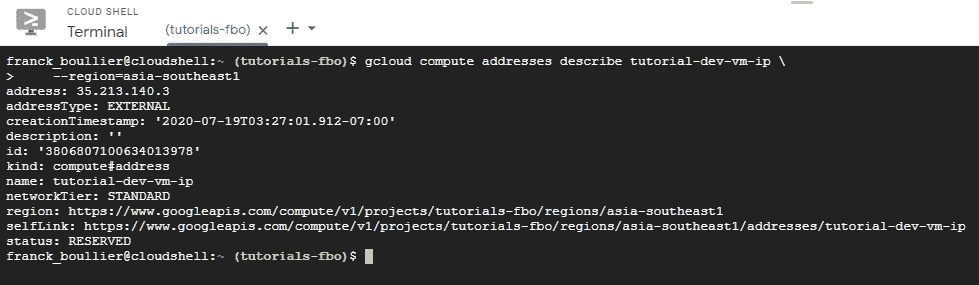 CLOUD SHELL
Terminal
(tutorials-fbo) × + ▾
franck_boullier@cloudshell:~ (tutorials-fbo)$ gcloud compute addresses describe tutorial-dev-vm-ip \
> --region=asia-southeast1
address: 35.213.140.3
addressType: EXTERNAL
creationTimestamp: '2020-07-19T03:27:01.912-07:00'
description: ''
id: '3806807100634013978'
kind: compute#address
name: tutorial-dev-vm-ip
networkTier: STANDARD
region: https://www.googleapis.com/compute/v1/projects/tutorials-fbo/regions/asia-southeast1
selfLink: https://www.googleapis.com/compute/v1/projects/tutorials-fbo/regions/asia-southeast1/addresses/tutorial-dev-vm-ip
status: RESERVED
franck_boullier@cloudshell:~ (tutorials-fbo)$